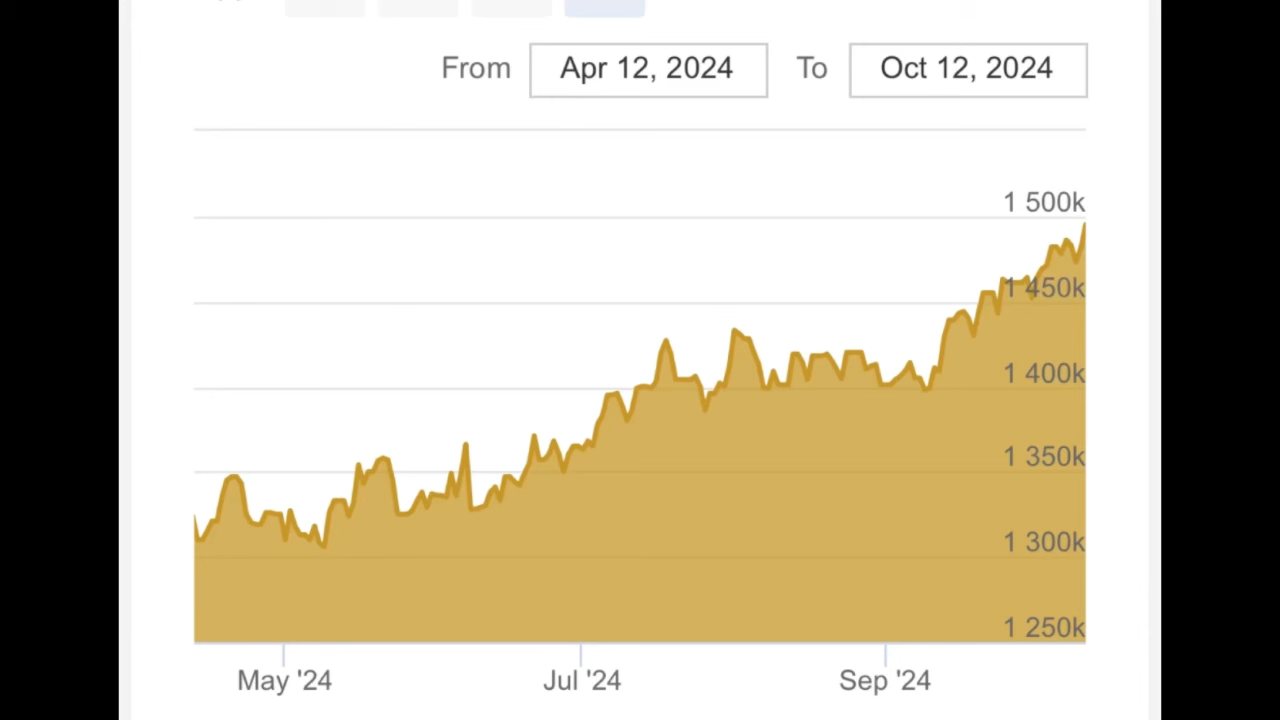 From Apr 12, 2024 To Oct 12, 2024
1 500k
1 450k
1 400k
1 350k
1 300k
1 250k
May '24 Jul '24 Sep '24